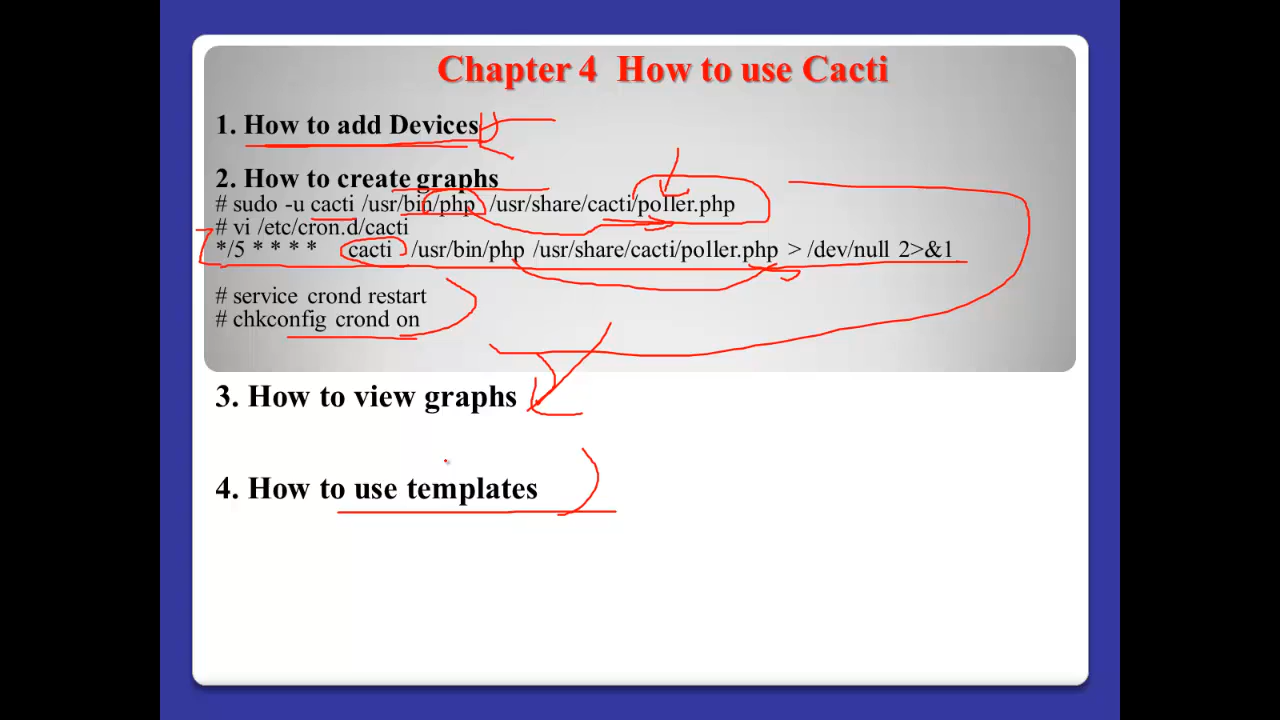 Chapter 4 How to use Cacti
1. How to add Devices
2. How to create graphs
# sudo -u cacti /usr/bin/php /usr/share/cacti/poller.php
# vi /etc/cron.d/cacti
*/5 * * * * cacti /usr/bin/php /usr/share/cacti/poller.php > /dev/null 2>&1
# service crond restart
# chkconfig crond on
3. How to view graphs
4. How to use templates